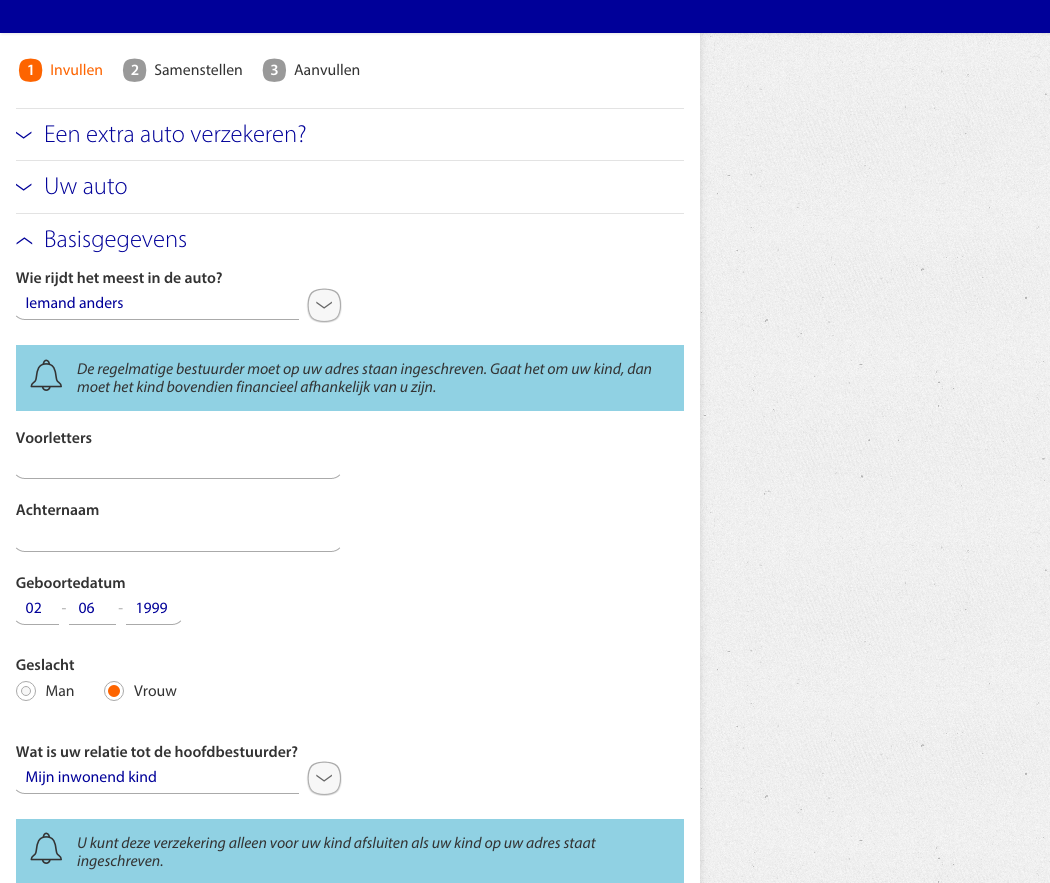 1 Invullen 2 Samenstellen 3 Aanvullen
Een extra auto verzekeren?
Uw auto
Basisgegevens
Wie rijdt het meest in de auto?
Iemand anders
De regelmatige bestuurder moet op uw adres staan ingeschreven. Gaat het om uw kind, dan
moet het kind bovendien financieel afhankelijk van u zijn.
Voorletters
Achternaam
Geboortedatum
02 - 06 - 1999
Geslacht
Man Vrouw
Wat is uw relatie tot de hoofdbestuurder?
Mijn inwonend kind
U kunt deze verzekering alleen voor uw kind afsluiten als uw kind op uw adres staat
ingeschreven.